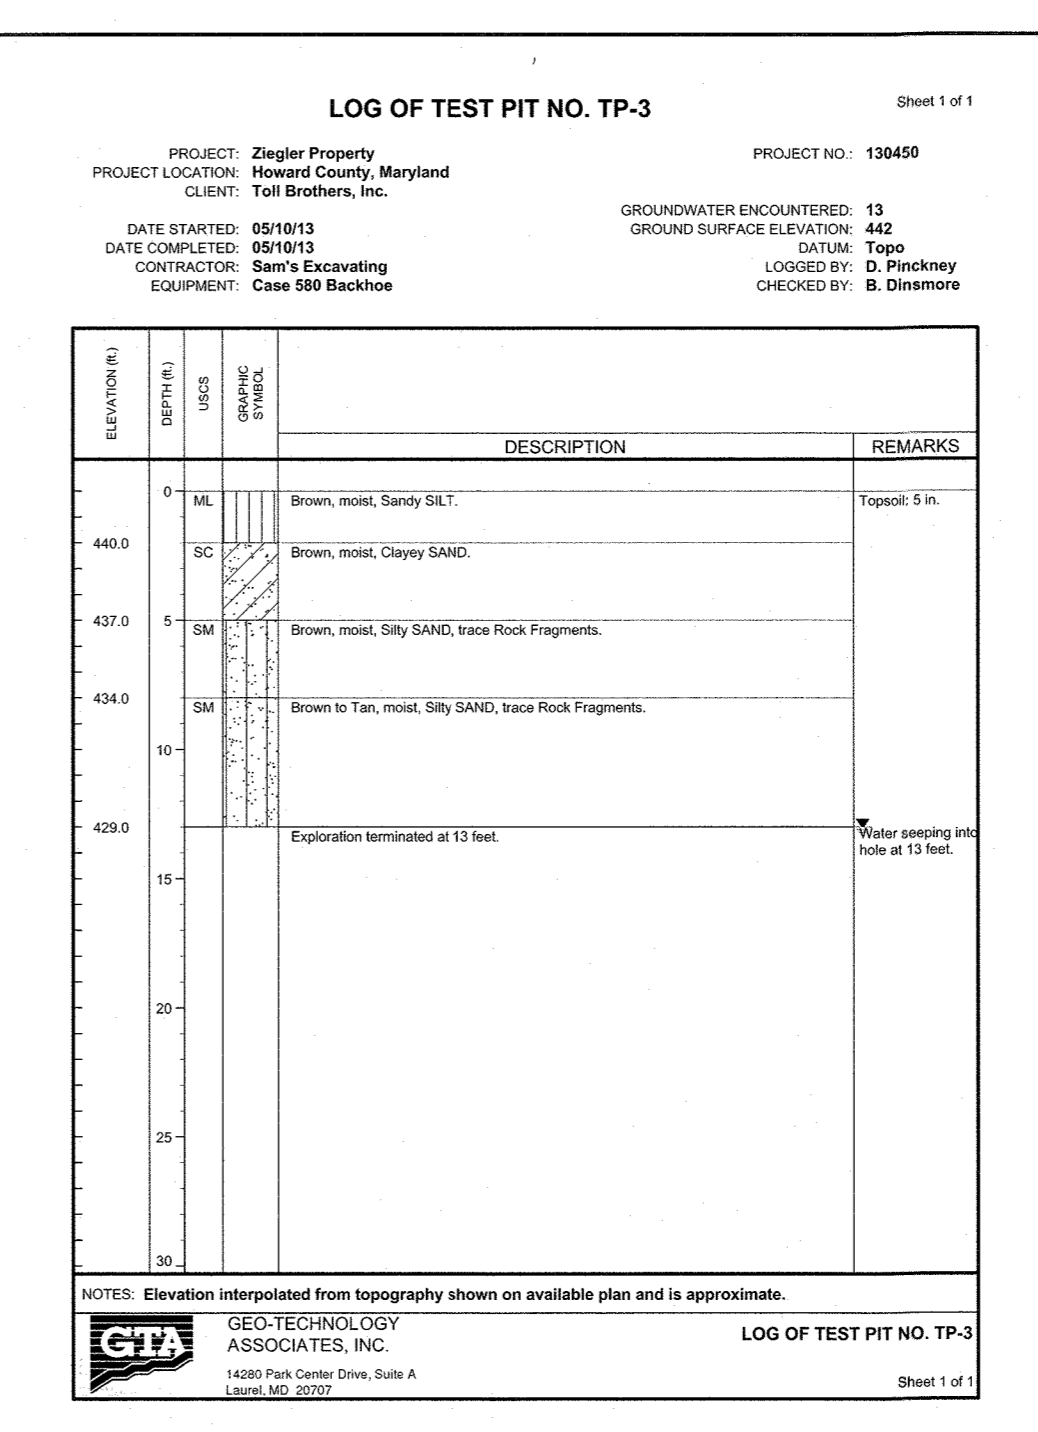 LOG OF TEST PIT NO. TP-3
Sheet 1 of 1
PROJECT: Ziegler Property
PROJECT NO.: 130450
PROJECT LOCATION: Howard County, Maryland
CLIENT: Toll Brothers, Inc.
GROUNDWATER ENCOUNTERED: 13
DATE STARTED: 05/10/13
GROUND SURFACE ELEVATION: 442
DATE COMPLETED: 05/10/13
DATUM: Topo
CONTRACTOR: Sam's Excavating
LOGGED BY: D. Pinckney
EQUIPMENT: Case 580 Backhoe
CHECKED BY: B. Dinsmore
ELEVATION (ft.)
DEPTH (ft.)
USCS
GRAPHIC
SYMBOL
DESCRIPTION
REMARKS
0
ML
Brown, moist, Sandy SILT.
Topsoil: 5 in.
440.0
SC
Brown, moist, Clayey SAND.
437.0
5
SM
Brown, moist, Silty SAND, trace Rock Fragments.
434.0
SM
Brown to Tan, moist, Silty SAND, trace Rock Fragments.
10
429.0
Exploration terminated at 13 feet.
Water seeping into
hole at 13 feet.
15
20
25
30
NOTES: Elevation interpolated from topography shown on available plan and is approximate.
GTA
GEO-TECHNOLOGY
ASSOCIATES, INC.
14280 Park Center Drive, Suite A
Laurel, MD 20707
LOG OF TEST PIT NO. TP-3
Sheet 1 of 1